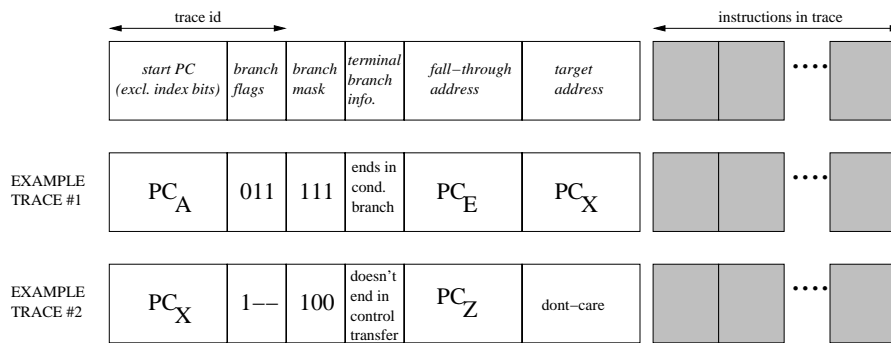 trace id
instructions in trace
start PC
(excl. index bits)
branch
flags
branch
mask
terminal
branch
info.
fall−through
address
target
address
EXAMPLE
TRACE #1
PC_A
011
111
ends in
cond.
branch
PC_E
PC_X
EXAMPLE
TRACE #2
PC_X
1−−
100
doesn't
end in
control
transfer
PC_Z
dont−care